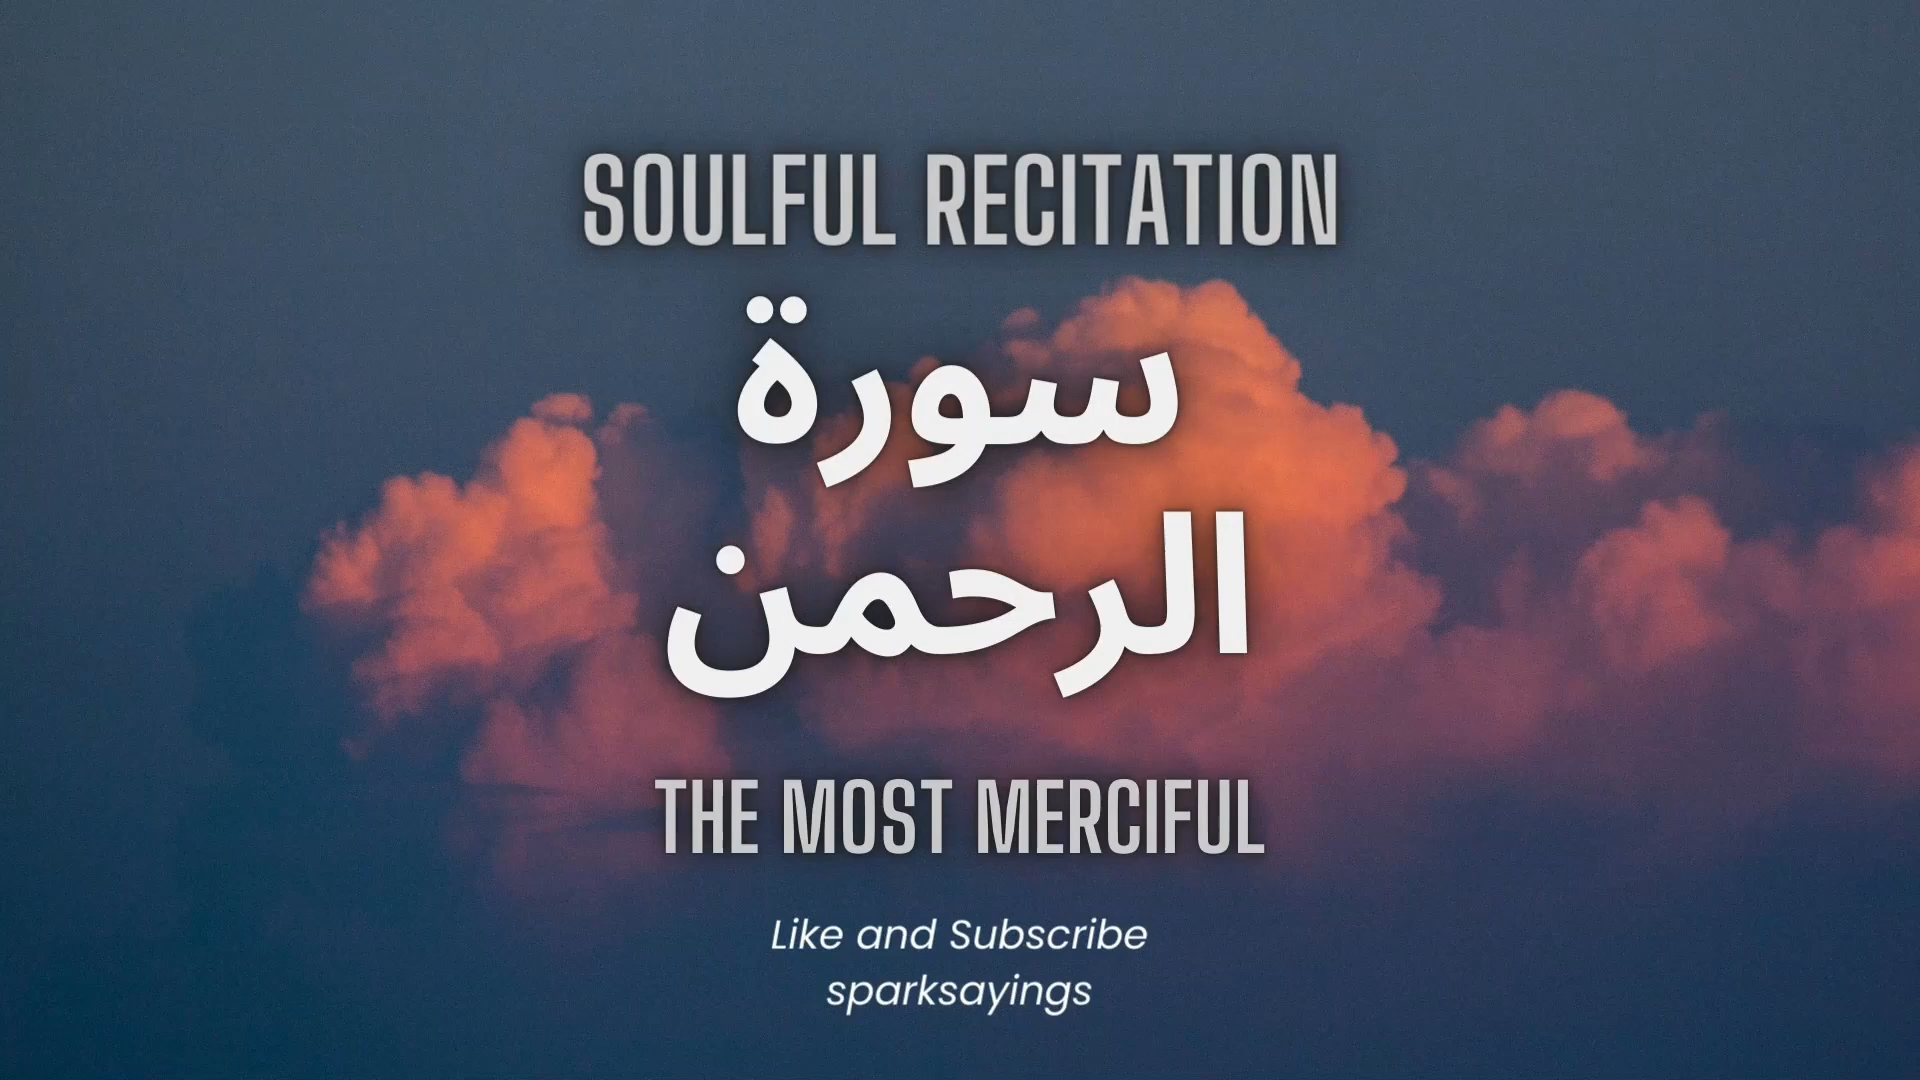 SOULFUL RECITATION
سورة
الرحمن
THE MOST MERCIFUL
Like and Subscribe
sparksayings